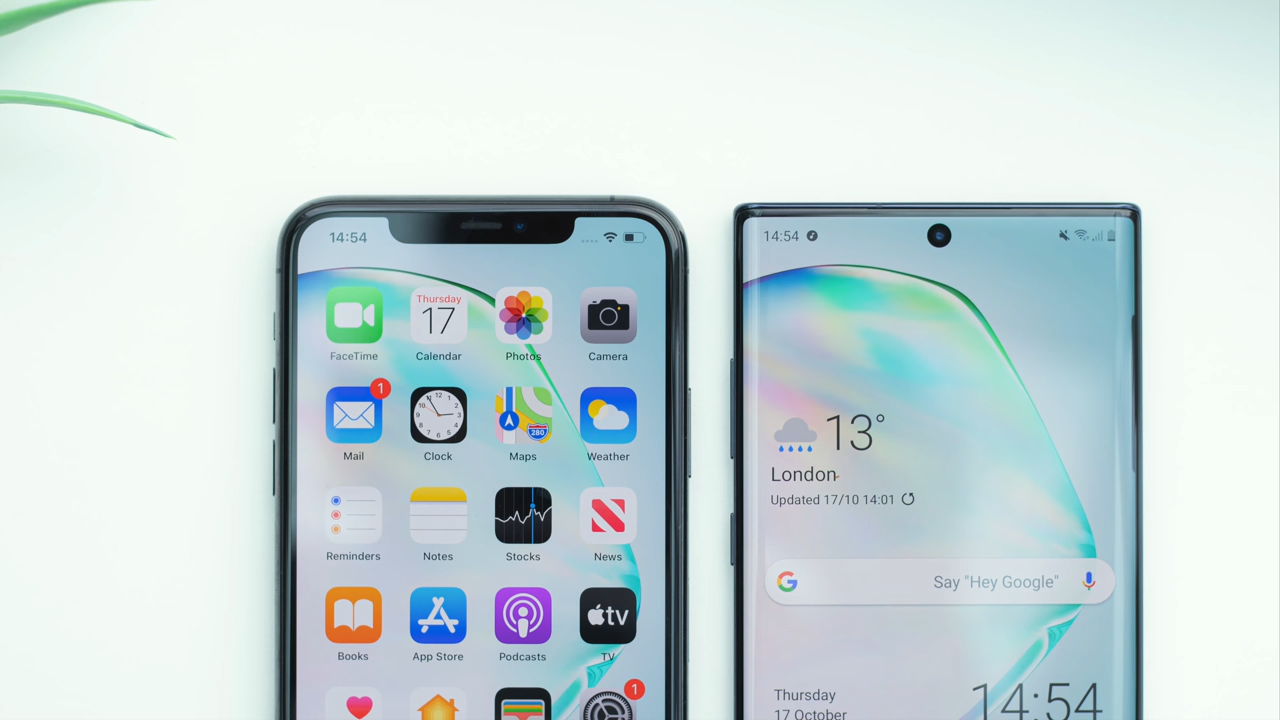 14:54
Thursday
17
FaceTime
Calendar
Photos
Camera
1
12
280
Mail
Clock
Maps
Weather
Reminders
Notes
Stocks
News
tv
Books
App Store
Podcasts
TV
1
14:54
13°
London
Updated 17/10 14:01
G
Say "Hey Google"
Thursday
17 October
14:54